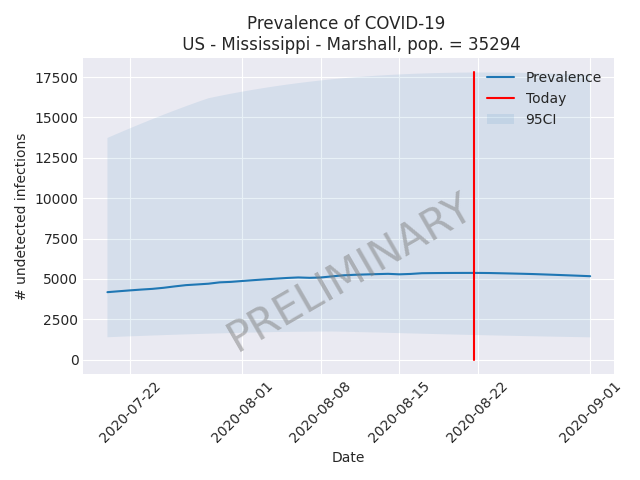 Prevalence of COVID-19
US - Mississippi - Marshall, pop. = 35294
Prevalence
Today
95CI
# undetected infections
17500
15000
12500
10000
7500
5000
2500
0
PRELIMINARY
2020-07-22
2020-08-01
2020-08-08
2020-08-15
2020-08-22
2020-09-01
Date